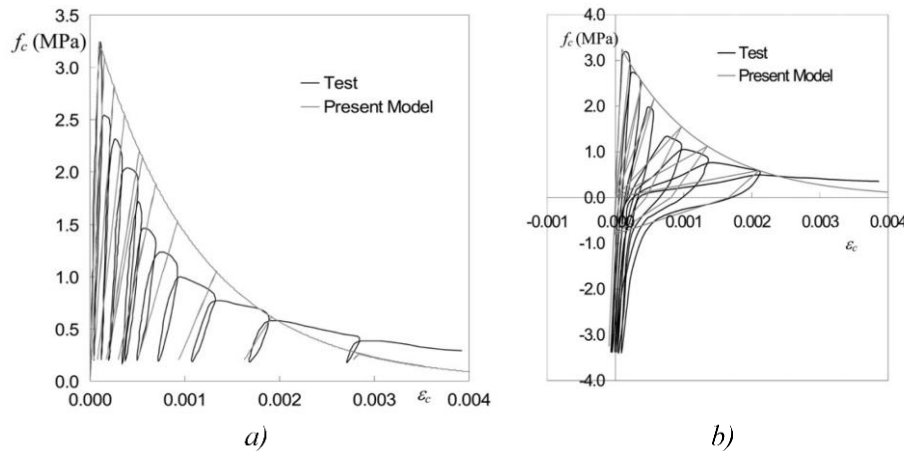 3.5
f_c (MPa)
3.0
2.5
2.0
1.5
1.0
0.5
0.0
0.000 0.001 0.002 0.003 ε_c 0.004
Test
Present Model
a)
4.0
f_c (MPa)
3.0
2.0
1.0
0.0
-0.001 0.000 0.001 0.002 0.003 0.004
-1.0
ε_c
-2.0
-3.0
-4.0
Test
Present Model
b)